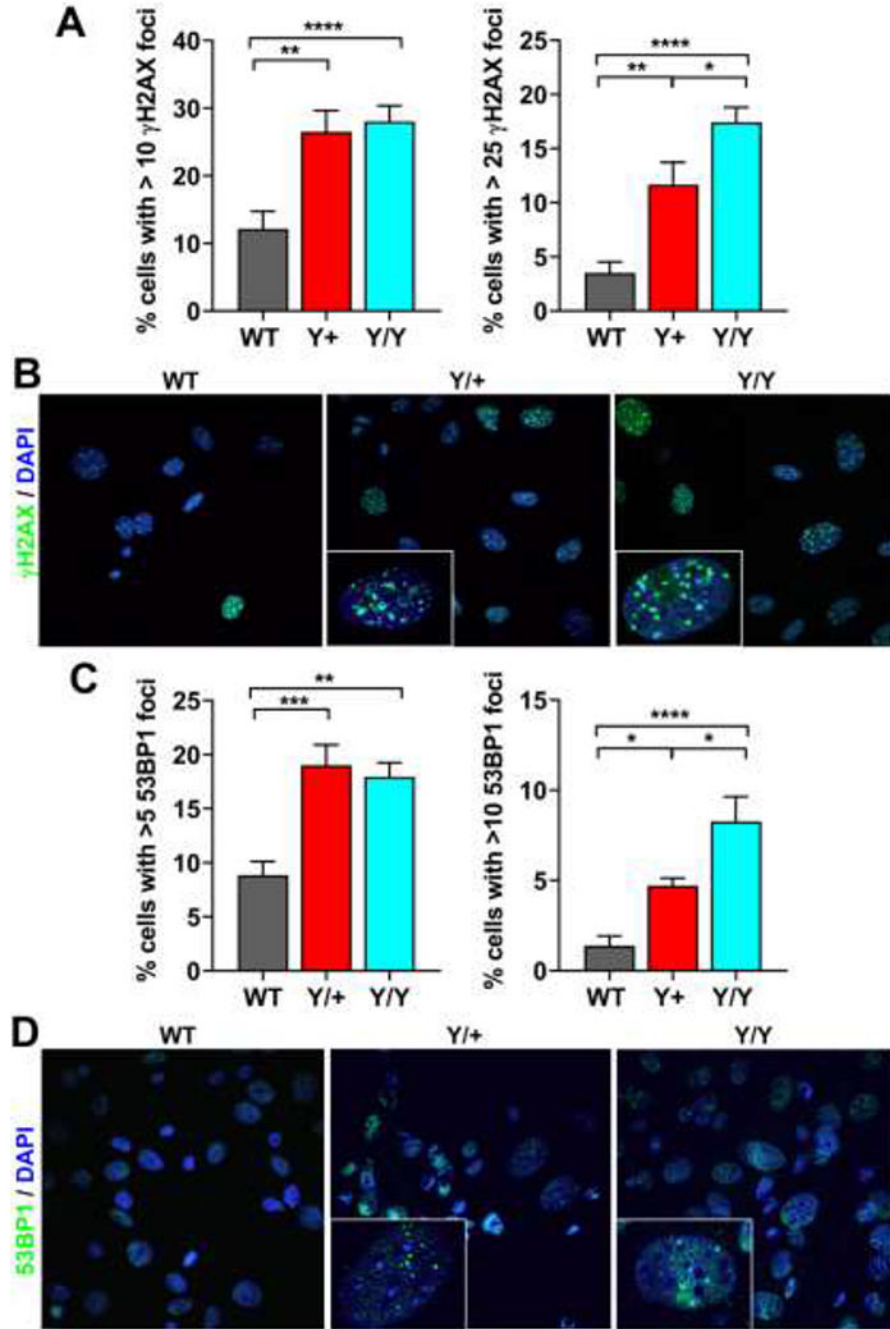 A
% cells with > 10 γH2AX foci
40
30
20
10
0
****
**
WT Y+ Y/Y
% cells with > 25 γH2AX foci
25
20
15
10
5
0
****
** *
WT Y+ Y/Y
B
WT Y/+ Y/Y
γH2AX / DAPI
C
% cells with >5 53BP1 foci
25
20
15
10
5
0
**
***
WT Y/+ Y/Y
% cells with >10 53BP1 foci
15
10
5
0
****
* *
WT Y+ Y/Y
D
WT Y/+ Y/Y
53BP1 / DAPI